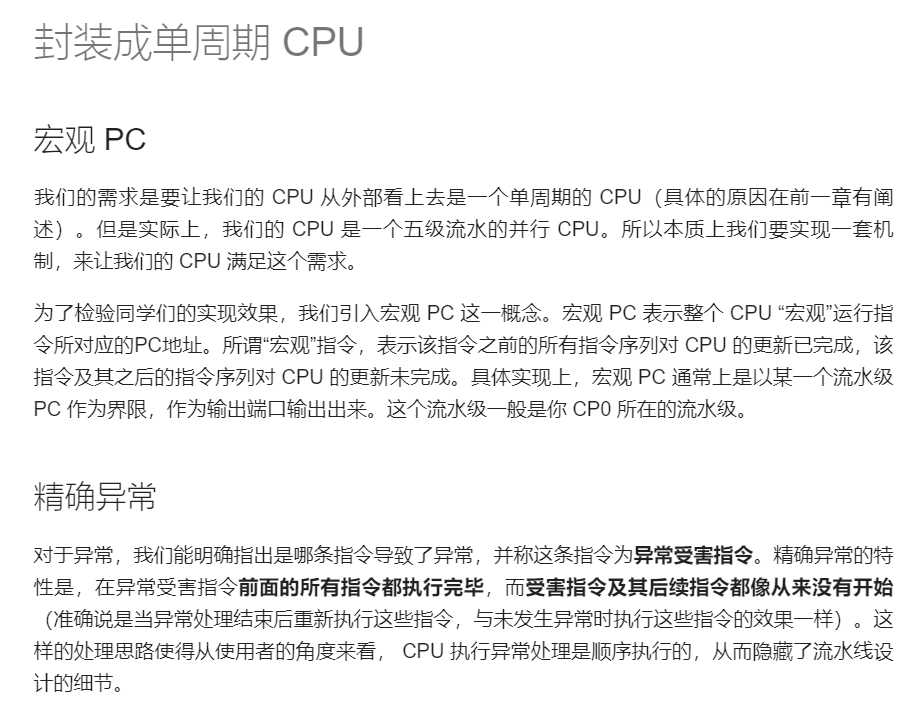 封装成单周期 CPU
宏观 PC
我们的需求是要让我们的 CPU 从外部看上去是一个单周期的 CPU（具体的原因在前一章有阐
述）。但是实际上，我们的 CPU 是一个五级流水的并行 CPU。所以本质上我们要实现一套机
制，来让我们的 CPU 满足这个需求。
为了检验同学们的实现效果，我们引入宏观 PC 这一概念。宏观 PC 表示整个 CPU “宏观”运行指
令所对应的PC地址。所谓“宏观”指令，表示该指令之前的所有指令序列对 CPU 的更新已完成，该
指令及其之后的指令序列对 CPU 的更新未完成。具体实现上，宏观 PC 通常上是以某一个流水级
PC 作为界限，作为输出端口输出出来。这个流水级一般是你 CP0 所在的流水级。
精确异常
对于异常，我们能明确指出是哪条指令导致了异常，并称这条指令为异常受害指令。精确异常的特
性是，在异常受害指令前面的所有指令都执行完毕，而受害指令及其后续指令都像从来没有开始
（准确说是当异常处理结束后重新执行这些指令，与未发生异常时执行这些指令的效果一样）。这
样的处理思路使得从使用者的角度来看， CPU 执行异常处理是顺序执行的，从而隐藏了流水线设
计的细节。